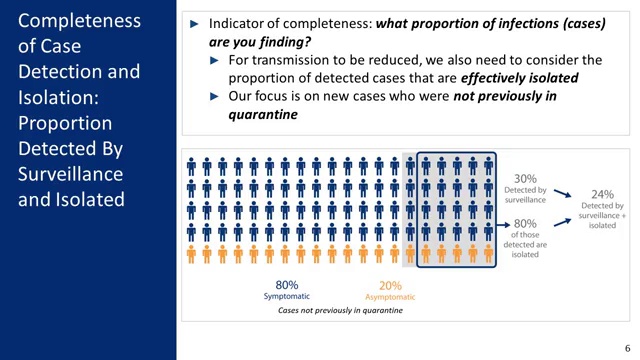 Completeness
of Case
Detection and
Isolation:
Proportion
Detected By
Surveillance
and Isolated
► Indicator of completeness: what proportion of infections (cases)
are you finding?
► For transmission to be reduced, we also need to consider the
proportion of detected cases that are effectively isolated
► Our focus is on new cases who were not previously in
quarantine
30%
Detected by
surveillance
80%
of those
detected are
isolated
24%
Detected by
surveillance +
isolated
80%
Symptomatic
20%
Asymptomatic
Cases not previously in quarantine
6